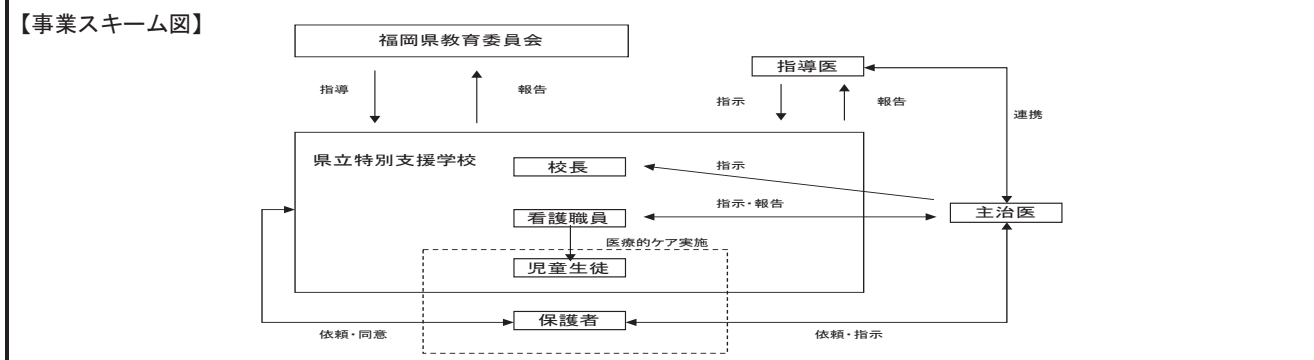 【事業スキーム図】
福岡県教育委員会
指導医
指導
報告
指示
報告
連携
県立特別支援学校
校長
指示
指示・報告
看護職員
主治医
医療的ケア実施
児童生徒
保護者
依頼・同意
依頼・指示